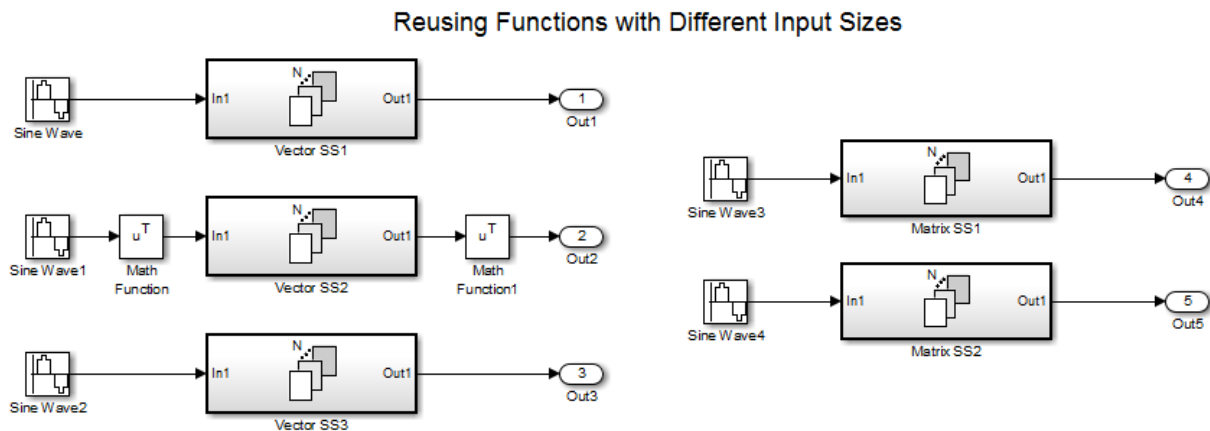 Reusing Functions with Different Input Sizes
Sine Wave
In1
N
Out1
Vector SS1
1
Out1
Sine Wave1
u^T
Math
Function
In1
N
Out1
Vector SS2
u^T
Math
Function1
2
Out2
Sine Wave2
In1
N
Out1
Vector SS3
3
Out3
Sine Wave3
In1
N
Out1
Matrix SS1
4
Out4
Sine Wave4
In1
N
Out1
Matrix SS2
5
Out5